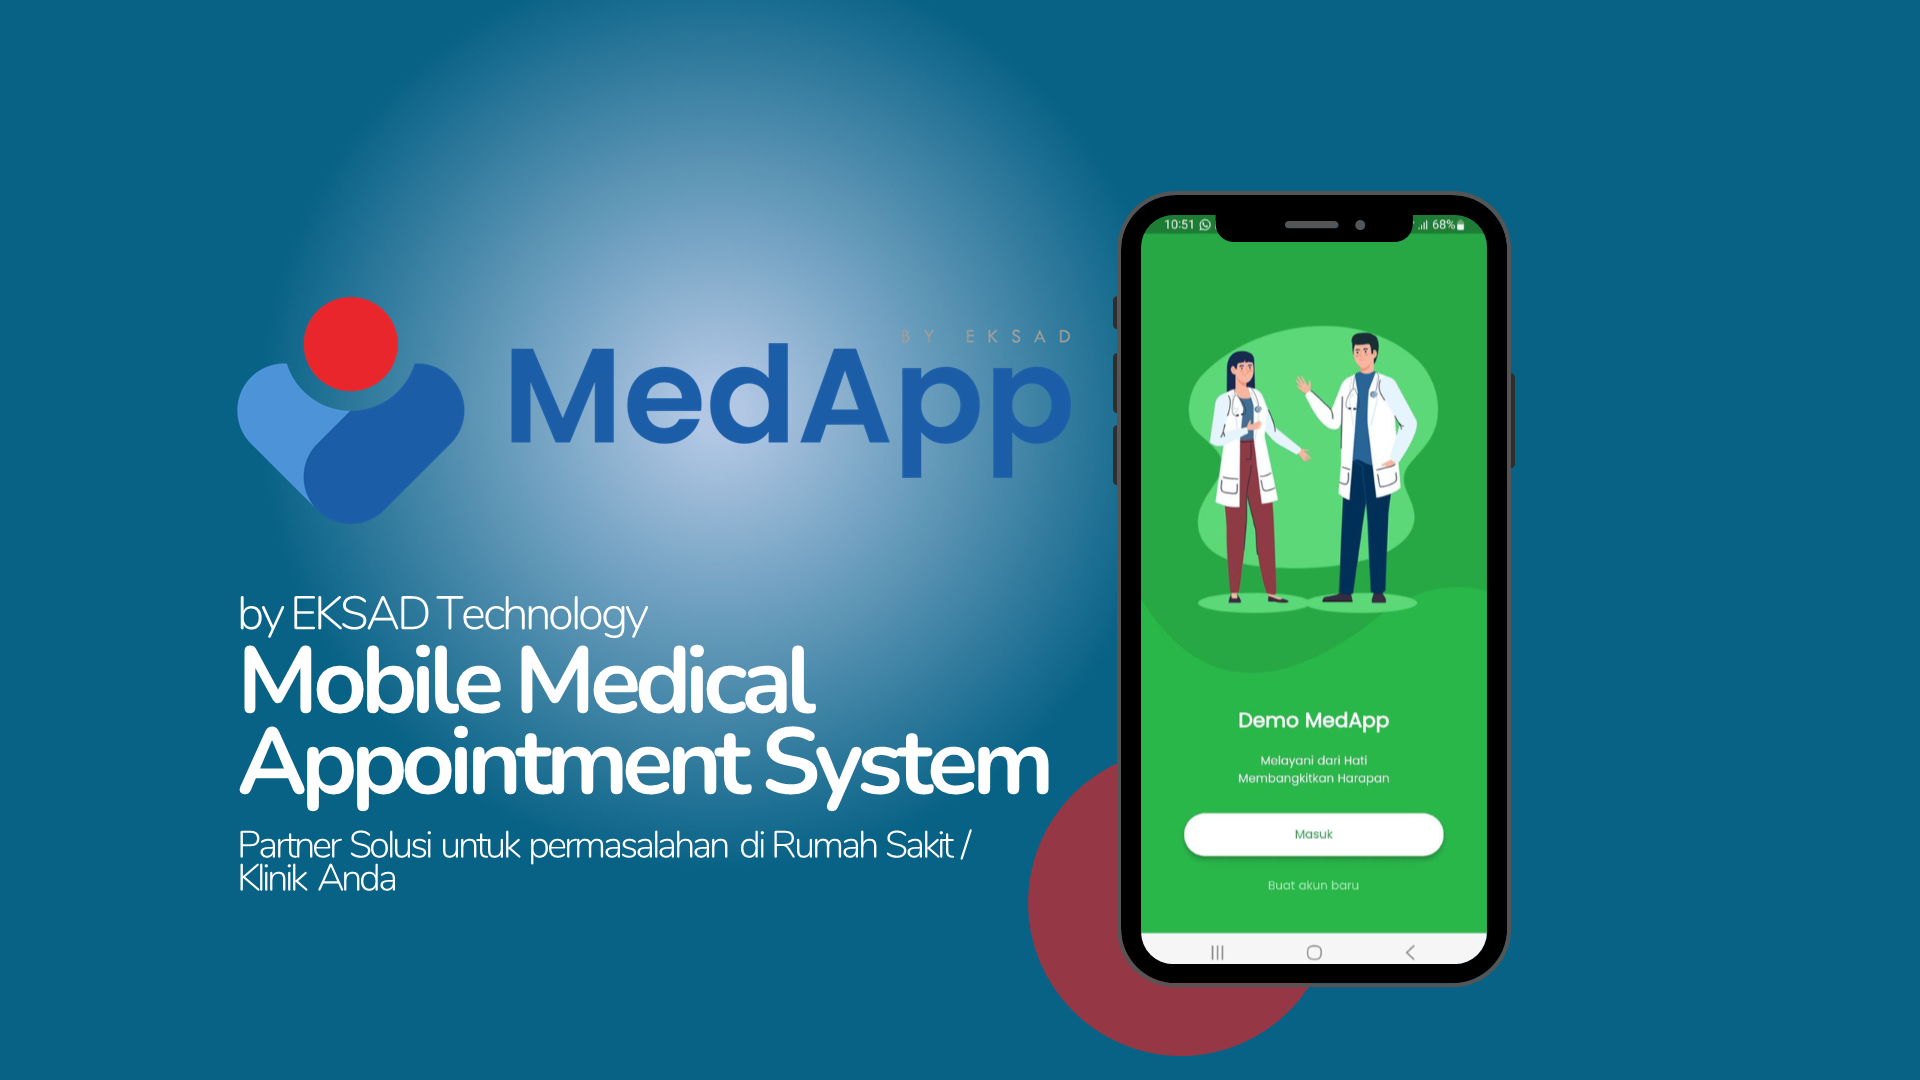 BY EKSAD
MedApp
by EKSAD Technology
Mobile Medical
Appointment System
Partner Solusi untuk permasalahan di Rumah Sakit /
Klinik Anda
10:51
68%
Demo MedApp
Melayani dari Hati
Membangkitkan Harapan
Masuk
Buat akun baru